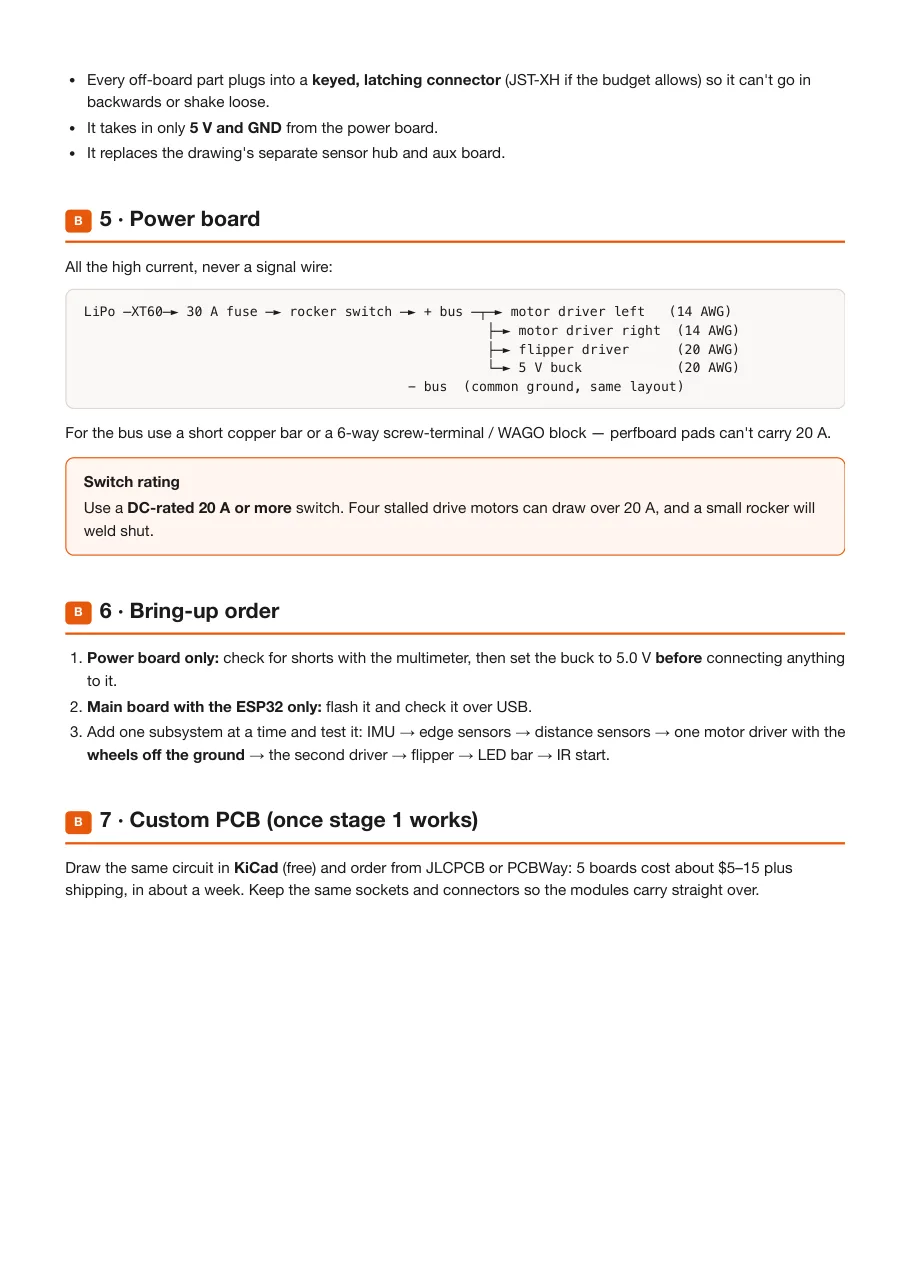 • Every off-board part plugs into a keyed, latching connector (JST-XH if the budget allows) so it can't go in
backwards or shake loose.
• It takes in only 5 V and GND from the power board.
• It replaces the drawing's separate sensor hub and aux board.
B 5 · Power board
All the high current, never a signal wire:
LiPo —XT60—► 30 A fuse —► rocker switch —► + bus —┬—► motor driver left   (14 AWG)
├—► motor driver right  (14 AWG)
├—► flipper driver      (20 AWG)
└—► 5 V buck            (20 AWG)
− bus  (common ground, same layout)
For the bus use a short copper bar or a 6-way screw-terminal / WAGO block — perfboard pads can't carry 20 A.
Switch rating
Use a DC-rated 20 A or more switch. Four stalled drive motors can draw over 20 A, and a small rocker will
weld shut.
B 6 · Bring-up order
1. Power board only: check for shorts with the multimeter, then set the buck to 5.0 V before connecting anything
to it.
2. Main board with the ESP32 only: flash it and check it over USB.
3. Add one subsystem at a time and test it: IMU → edge sensors → distance sensors → one motor driver with the
wheels off the ground → the second driver → flipper → LED bar → IR start.
B 7 · Custom PCB (once stage 1 works)
Draw the same circuit in KiCad (free) and order from JLCPCB or PCBWay: 5 boards cost about $5–15 plus
shipping, in about a week. Keep the same sockets and connectors so the modules carry straight over.